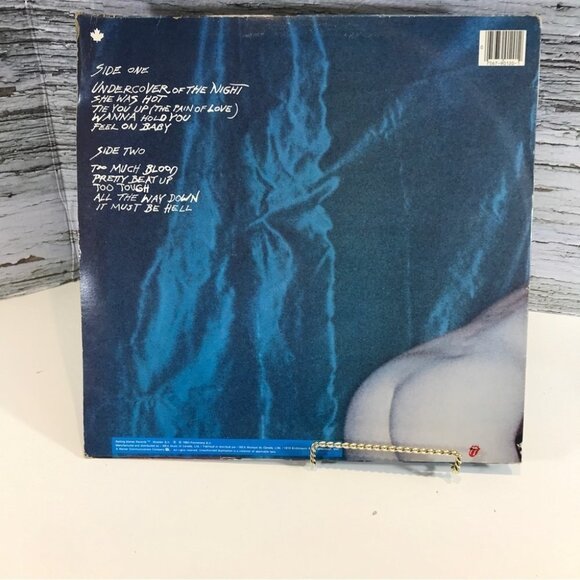 SIDE ONE
UNDERCOVER OF THE NIGHT
SHE WAS HOT
TIE YOU UP (THE PAIN OF LOVE)
WANNA HOLD YOU
FEEL ON BABY
SIDE TWO
TOO MUCH BLOOD
PRETTY BEAT UP
TOO TOUGH
ALL THE WAY DOWN
IT MUST BE HELL